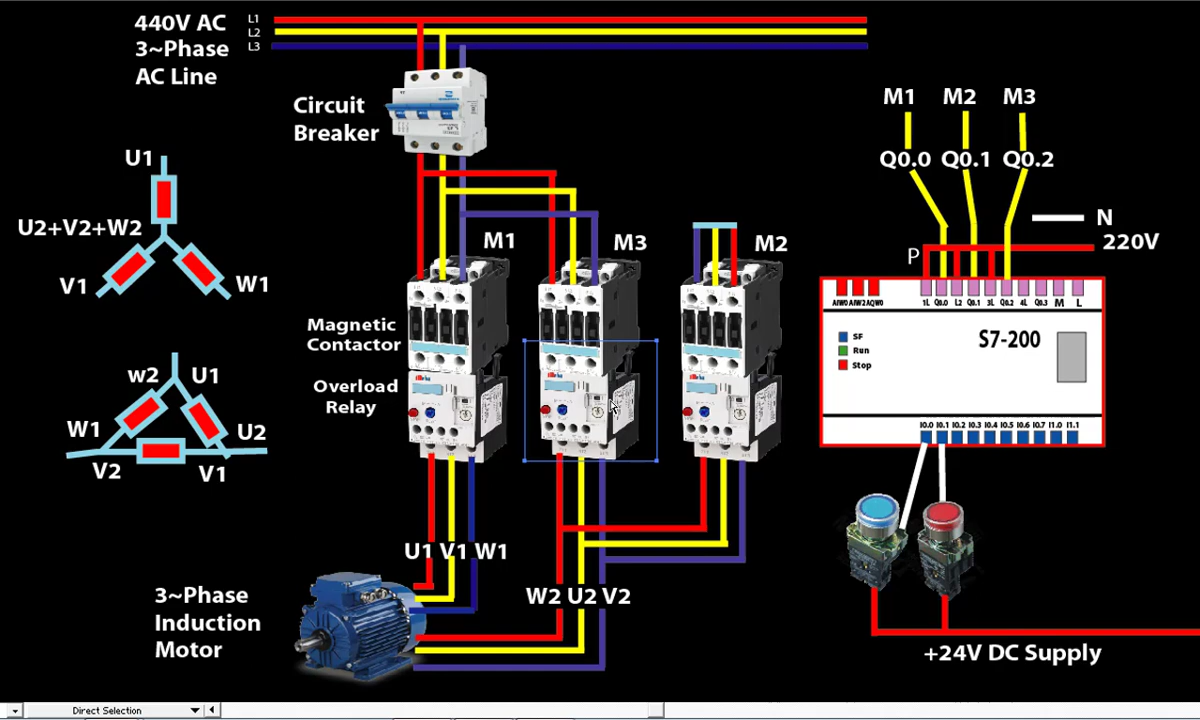 440V AC
3~Phase
AC Line
L1
L2
L3
Circuit
Breaker
U1
U2+V2+W2
V1
W1
w2
U1
W1
U2
V2
V1
M1
M3
M2
Magnetic
Contactor
Overload
Relay
U1 V1 W1
W2 U2 V2
3~Phase
Induction
Motor
M1 M2 M3
Q0.0 Q0.1 Q0.2
N
220V
P
AIW0 AIW2 AQW0
1L Q0.0 L2 Q0.1 3L Q0.2 4L Q0.3 M L
S7-200
SF
Run
Stop
I0.0 I0.1 I0.2 I0.3 I0.4 I0.5 I0.6 I0.7 I1.0 I1.1
+24V DC Supply
Direct Selection